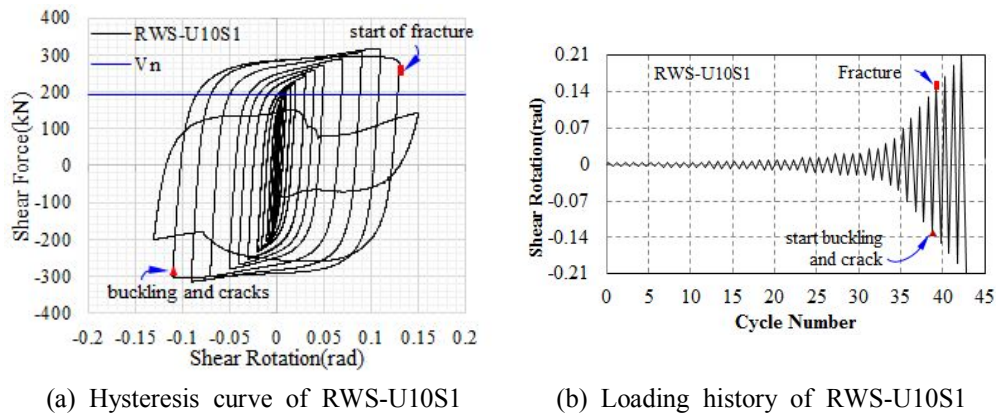 400
300
200
100
0
-100
-200
-300
-400
Shear Force(kN)
RWS-U10S1
Vn
start of fracture
buckling and cracks
-0.2 -0.15 -0.1 -0.05 0 0.05 0.1 0.15 0.2
Shear Rotation(rad)
(a) Hysteresis curve of RWS-U10S1
0.21
0.14
0.07
0
-0.07
-0.14
-0.21
Shear Rotation(rad)
RWS-U10S1
Fracture
start buckling
and crack
0 5 10 15 20 25 30 35 40 45
Cycle Number
(b) Loading history of RWS-U10S1